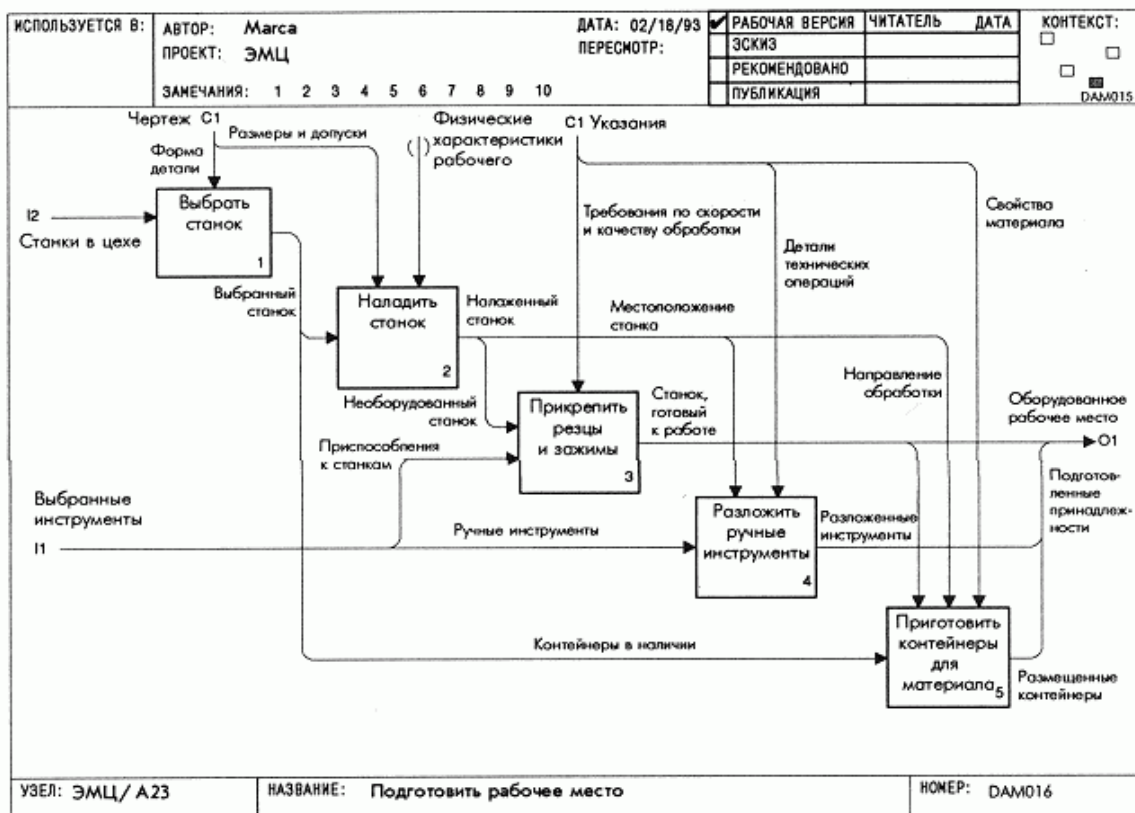 ИСПОЛЬЗУЕТСЯ В:
АВТОР: Marca
ДАТА: 02/18/93
ПРОЕКТ: ЭМЦ
ПЕРЕСМОТР:
ЗАМЕЧАНИЯ: 1 2 3 4 5 6 7 8 9 10
РАБОЧАЯ ВЕРСИЯ
ЭСКИЗ
РЕКОМЕНДОВАНО
ПУБЛИКАЦИЯ
ЧИТАТЕЛЬ ДАТА
КОНТЕКСТ:
DAM015
Чертеж C1
Размеры и допуски
Форма
детали
Физические
характеристики
рабочего
( )
C1 Указания
I2
Станки в цехе
Выбрать
станок
1
Требования по скорости
и качеству обработки
Детали
технических
операций
Свойства
материала
Выбранный
станок
Наладить
станок
2
Налаженный
станок
Местоположение
станка
Необорудованный
станок
Приспособления
к станкам
Прикрепить
резцы
и зажимы
3
Станок,
готовый
к работе
Направление
обработки
Оборудованное
рабочее место
O1
Выбранные
инструменты
I1
Ручные инструменты
Разложить
ручные
инструменты
4
Разложенные
инструменты
Подготов-
ленные
принадлеж-
ности
Контейнеры в наличии
Приготовить
контейнеры
для
материала
5
Размещенные
контейнеры
УЗЕЛ: ЭМЦ/ А23
НАЗВАНИЕ: Подготовить рабочее место
НОМЕР: DAM016